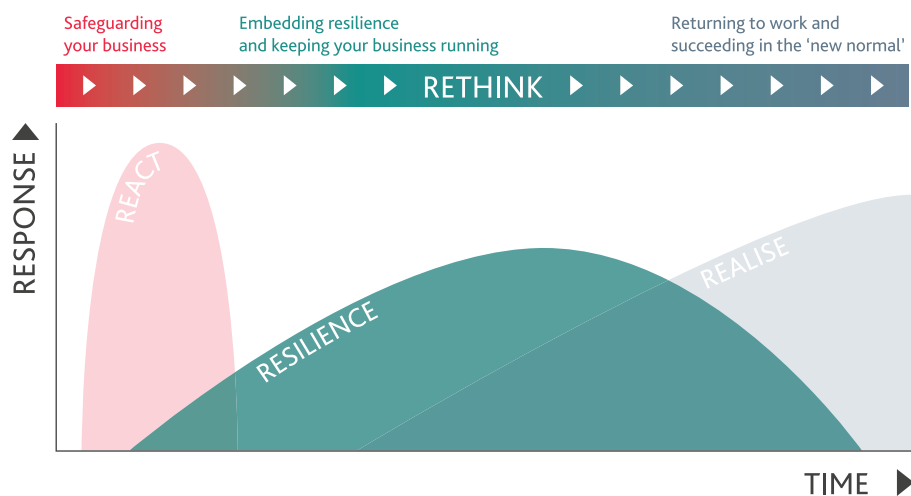 Safeguarding
your business
Embedding resilience
and keeping your business running
Returning to work and
succeeding in the ‘new normal’
RETHINK
RESPONSE
REACT
RESILIENCE
REALISE
TIME